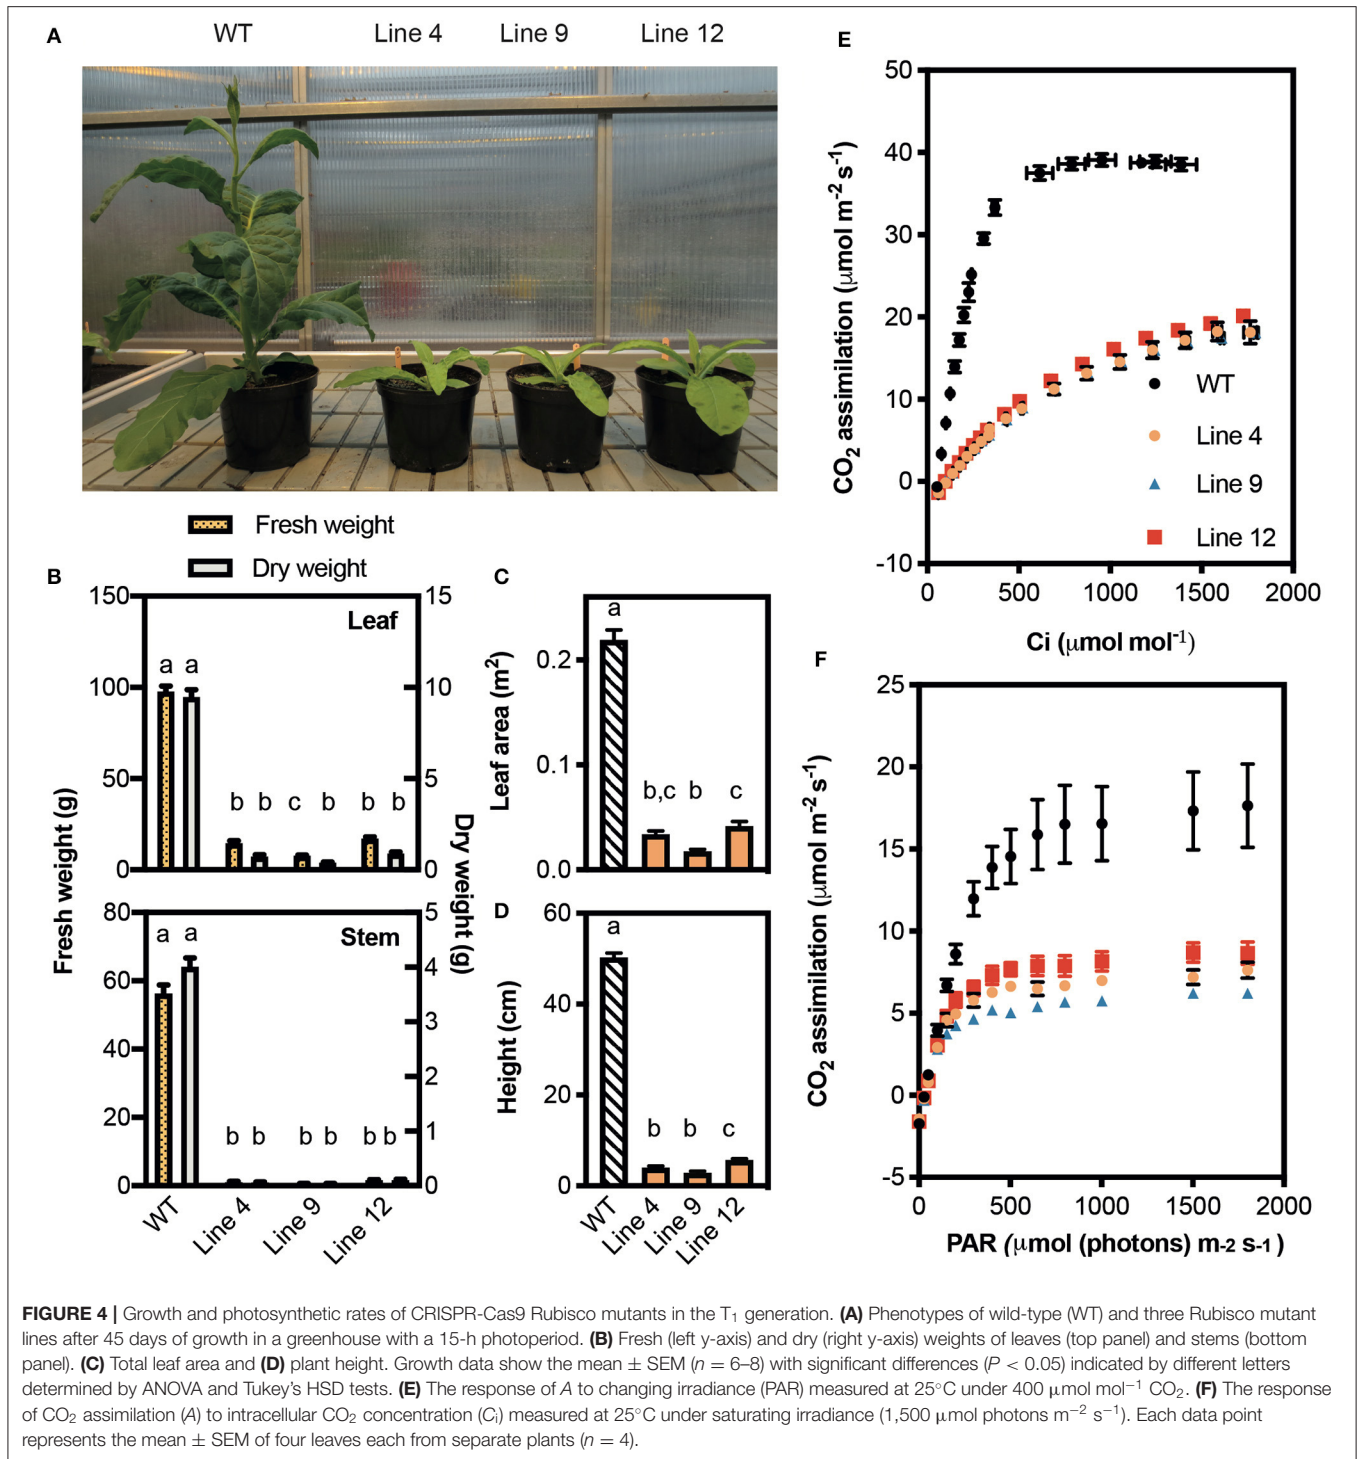 A
WT Line 4 Line 9 Line 12
Fresh weight
Dry weight
B
Leaf
Stem
Fresh weight (g)
Dry weight (g)
150
100
50
0
15
10
5
0
a a b b c b b b
80
60
40
20
0
5
4
3
2
1
0
a a b b b b b b
WT Line 4 Line 9 Line 12
C
Leaf area (m²)
0.2
0.1
0.0
a b,c b c
D
Height (cm)
60
40
20
0
a b b c
WT Line 4 Line 9 Line 12
E
CO₂ assimilation (μmol m⁻² s⁻¹)
50
40
30
20
10
0
-10
WT
Line 4
Line 9
Line 12
0 500 1000 1500 2000
Ci (μmol mol⁻¹)
F
CO₂ assimilation (μmol m⁻² s⁻¹)
25
20
15
10
5
0
-5
0 500 1000 1500 2000
PAR (μmol (photons) m-2 s-1)
FIGURE 4 | Growth and photosynthetic rates of CRISPR-Cas9 Rubisco mutants in the T₁ generation. (A) Phenotypes of wild-type (WT) and three Rubisco mutant
lines after 45 days of growth in a greenhouse with a 15-h photoperiod. (B) Fresh (left y-axis) and dry (right y-axis) weights of leaves (top panel) and stems (bottom
panel). (C) Total leaf area and (D) plant height. Growth data show the mean ± SEM (n = 6–8) with significant differences (P < 0.05) indicated by different letters
determined by ANOVA and Tukey's HSD tests. (E) The response of A to changing irradiance (PAR) measured at 25°C under 400 μmol mol⁻¹ CO₂. (F) The response
of CO₂ assimilation (A) to intracellular CO₂ concentration (Cᵢ) measured at 25°C under saturating irradiance (1,500 μmol photons m⁻² s⁻¹). Each data point
represents the mean ± SEM of four leaves each from separate plants (n = 4).